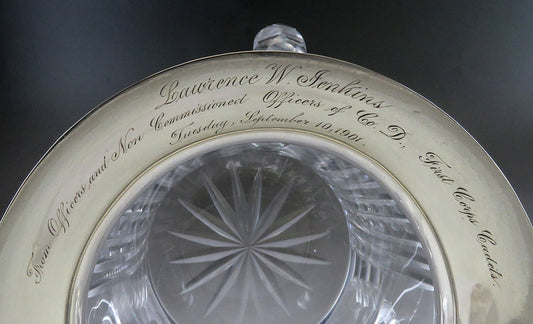 Lawrence W. Jenkins
From Officers and Non Commissioned Officers of Co. D., First Corps Cadets.
Tuesday, September 10, 1901.